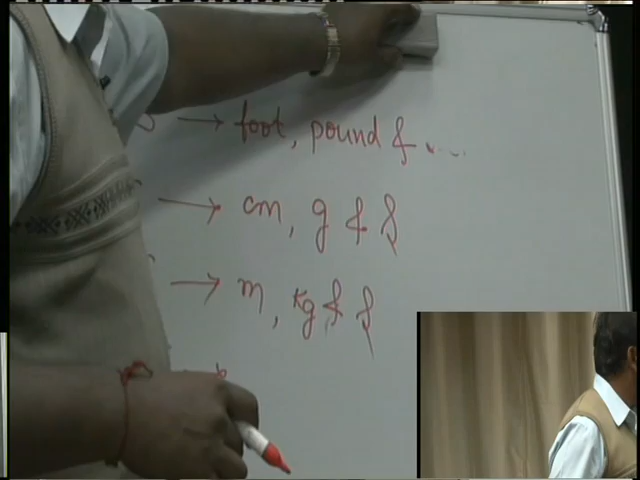 → foot, pound & ....
→ cm, g & s
→ m, kg & s